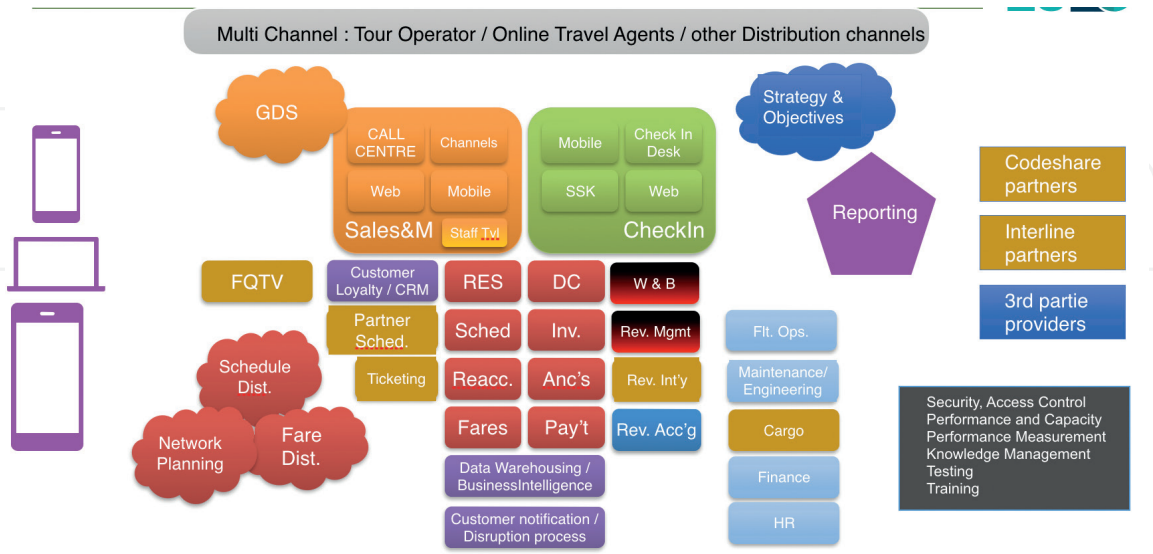 Multi Channel : Tour Operator / Online Travel Agents / other Distribution channels
GDS
CALL
CENTRE
Channels
Web
Mobile
Sales&M
Staff Tvl
Mobile
Check In
Desk
SSK
Web
CheckIn
Strategy &
Objectives
Reporting
Codeshare
partners
Interline
partners
3rd partie
providers
FQTV
Customer
Loyalty / CRM
RES
DC
W & B
Partner
Sched.
Sched
Inv.
Rev. Mgmt
Flt. Ops.
Schedule
Dist.
Ticketing
Reacc.
Anc's
Rev. Int'y
Maintenance/
Engineering
Network
Planning
Fare
Dist.
Fares
Pay't
Rev. Acc'g
Cargo
Data Warehousing /
BusinessIntelligence
Finance
Customer notification /
Disruption process
HR
Security, Access Control
Performance and Capacity
Performance Measurement
Knowledge Management
Testing
Training